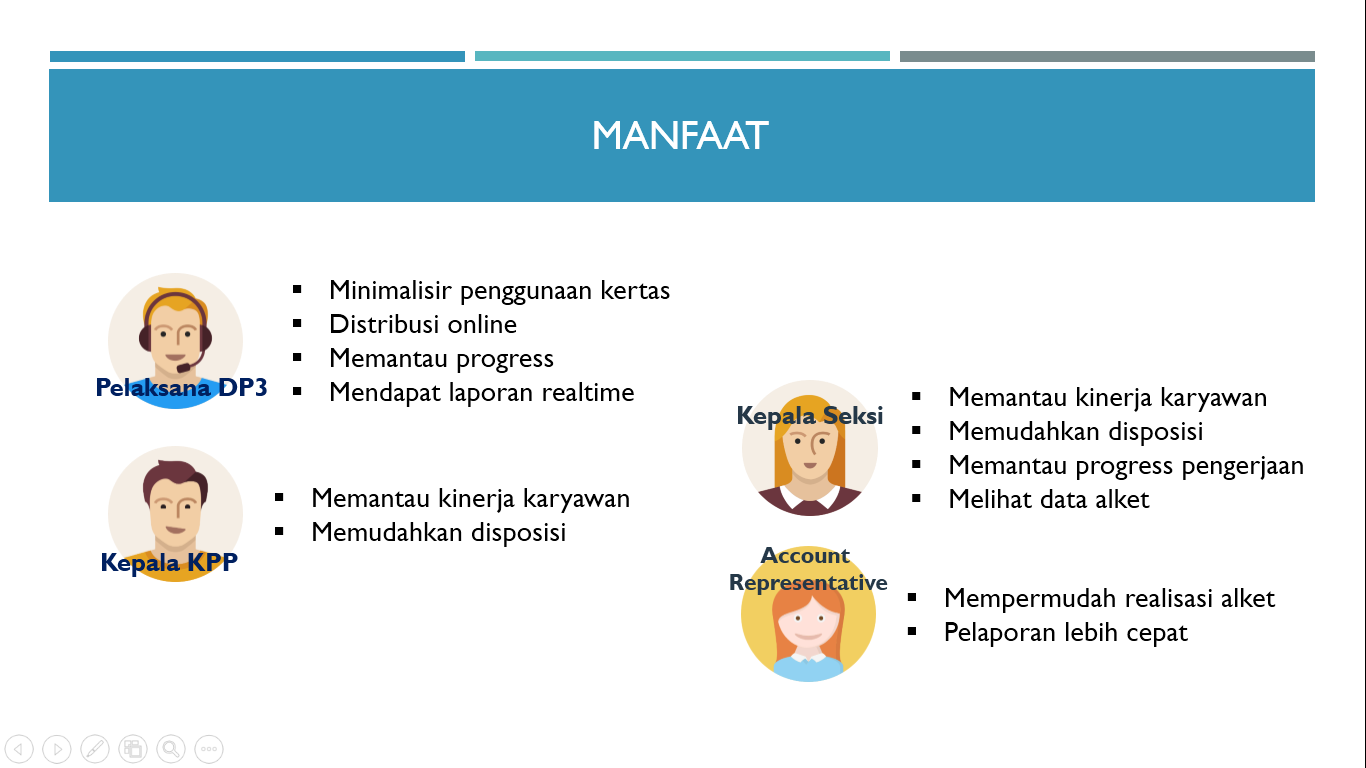 MANFAAT
Pelaksana DP3
Minimalisir penggunaan kertas
Distribusi online
Memantau progress
Mendapat laporan realtime
Kepala KPP
Memantau kinerja karyawan
Memudahkan disposisi
Kepala Seksi
Memantau kinerja karyawan
Memudahkan disposisi
Memantau progress pengerjaan
Melihat data alket
Account
Representative
Mempermudah realisasi alket
Pelaporan lebih cepat